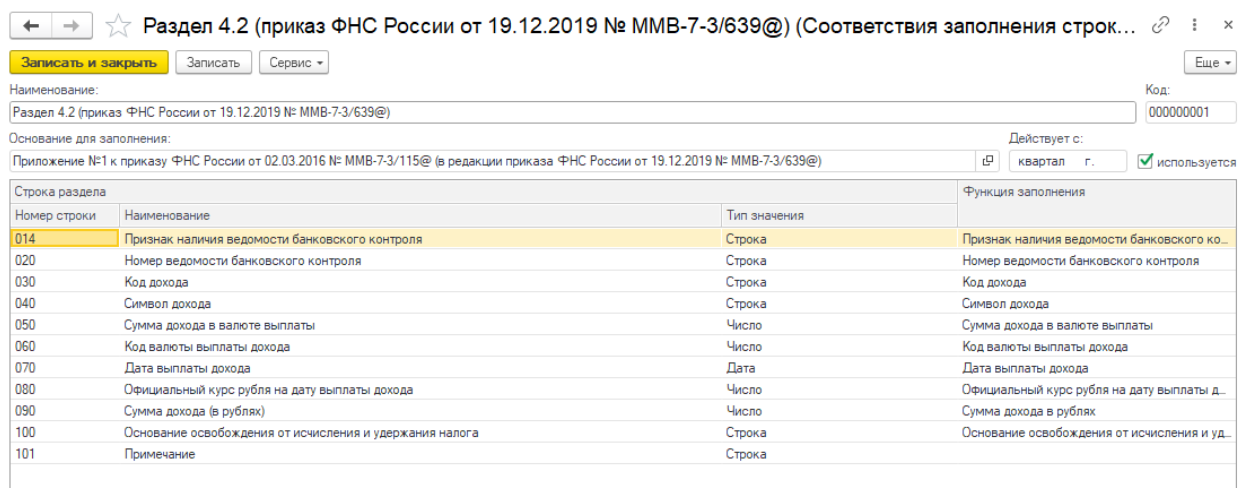 Раздел 4.2 (приказ ФНС России от 19.12.2019 № ММВ-7-3/639@) (Соответствия заполнения строк...
Записать и закрыть Записать Сервис Еще
Наименование: Код:
Раздел 4.2 (приказ ФНС России от 19.12.2019 № ММВ-7-3/639@) 000000001
Основание для заполнения: Действует с:
Приложение №1 к приказу ФНС России от 02.03.2016 № ММВ-7-3/115@ (в редакции приказа ФНС России от 19.12.2019 № ММВ-7-3/639@) квартал г. используется
Строка раздела Функция заполнения
Номер строки Наименование Тип значения
014 Признак наличия ведомости банковского контроля Строка Признак наличия ведомости банковского ко...
020 Номер ведомости банковского контроля Строка Номер ведомости банковского контроля
030 Код дохода Строка Код дохода
040 Символ дохода Строка Символ дохода
050 Сумма дохода в валюте выплаты Число Сумма дохода в валюте выплаты
060 Код валюты выплаты дохода Число Код валюты выплаты дохода
070 Дата выплаты дохода Дата Дата выплаты дохода
080 Официальный курс рубля на дату выплаты дохода Число Официальный курс рубля на дату выплаты д...
090 Сумма дохода (в рублях) Число Сумма дохода в рублях
100 Основание освобождения от исчисления и удержания налога Строка Основание освобождения от исчисления и уд...
101 Примечание Строка